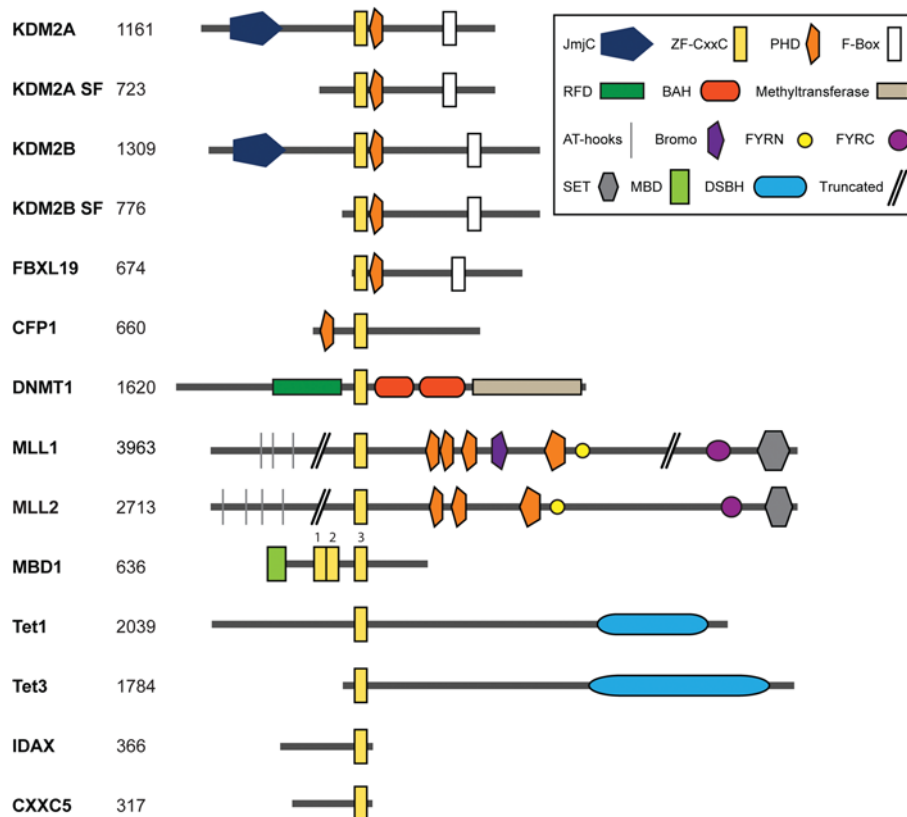 KDM2A 1161
KDM2A SF 723
KDM2B 1309
KDM2B SF 776
FBXL19 674
CFP1 660
DNMT1 1620
MLL1 3963
MLL2 2713
1 2 3
MBD1 636
Tet1 2039
Tet3 1784
IDAX 366
CXXC5 317
JmjC ZF-CxxC PHD F-Box
RFD BAH Methyltransferase
AT-hooks Bromo FYRN FYRC
SET MBD DSBH Truncated